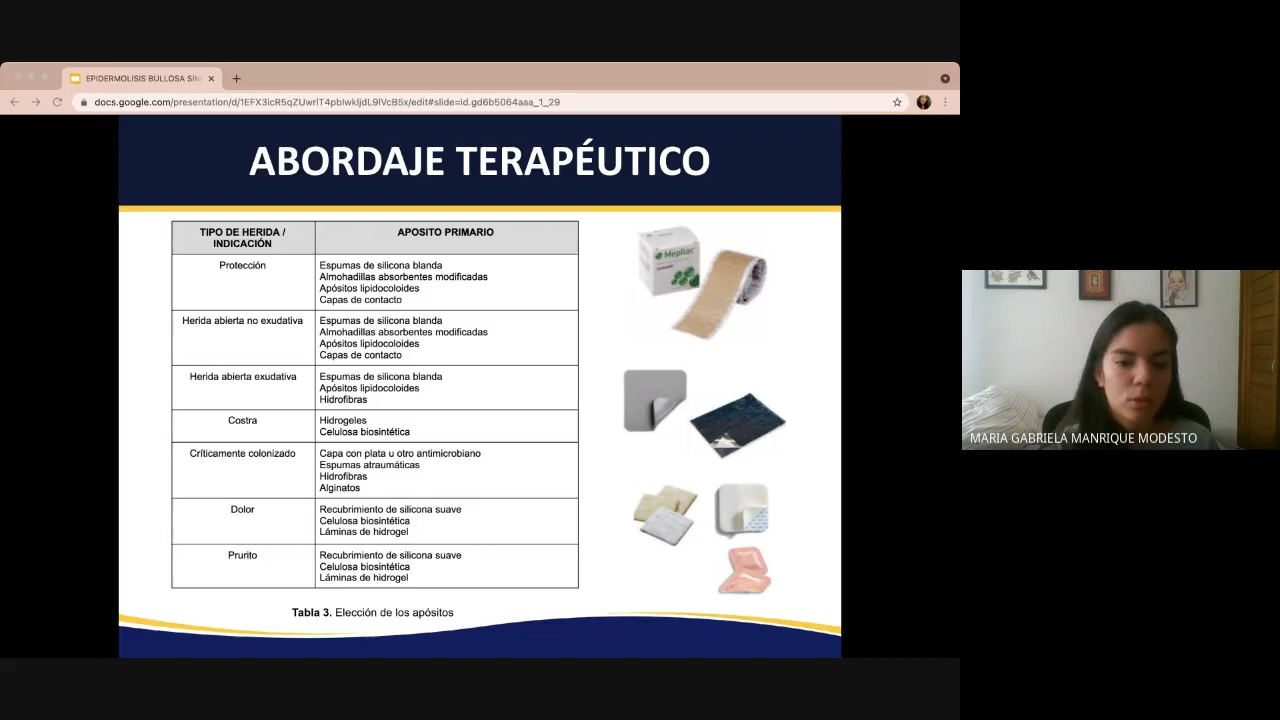 EPIDERMOLISIS BULLOSA SIM
docs.google.com/presentation/d/1EFX3icR5qZUwrlT4pblwkljdL9lVcB5x/edit#slide=id.gd6b5064aaa_1_29
ABORDAJE TERAPÉUTICO
TIPO DE HERIDA /
INDICACIÓN
APOSITO PRIMARIO
Protección
Espumas de silicona blanda
Almohadillas absorbentes modificadas
Apósitos lipidocoloides
Capas de contacto
Herida abierta no exudativa
Espumas de silicona blanda
Almohadillas absorbentes modificadas
Apósitos lipidocoloides
Capas de contacto
Herida abierta exudativa
Espumas de silicona blanda
Apósitos lipidocoloides
Hidrofibras
Costra
Hidrogeles
Celulosa biosintética
Críticamente colonizado
Capa con plata u otro antimicrobiano
Espumas atraumáticas
Hidrofibras
Alginatos
Dolor
Recubrimiento de silicona suave
Celulosa biosintética
Láminas de hidrogel
Prurito
Recubrimiento de silicona suave
Celulosa biosintética
Láminas de hidrogel
Tabla 3. Elección de los apósitos
Mepitac
MARIA GABRIELA MANRIQUE MODESTO